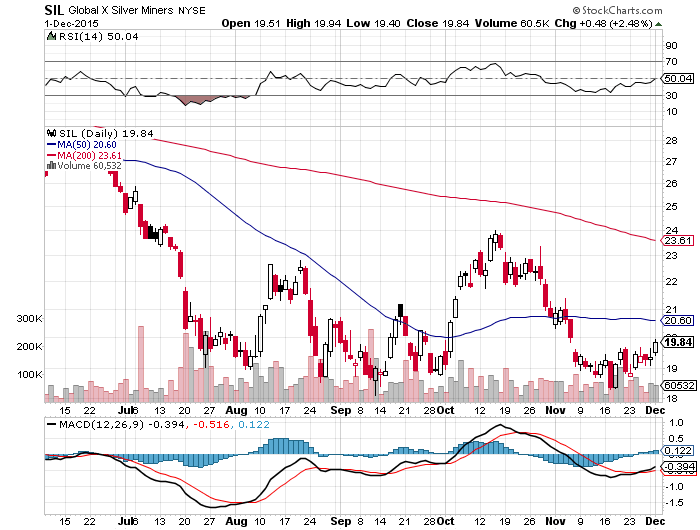 SIL Global X Silver Miners NYSE © StockCharts.com
1-Dec-2015 Open 19.51 High 19.94 Low 19.40 Close 19.84 Volume 60.5K Chg +0.48 (+2.48%)
RSI(14) 50.04
90
70
50.04
30
10
SIL (Daily) 19.84
MA(50) 20.60
MA(200) 23.61
Volume 60,532
28
27
26
25
24
23.61
23
22
21
300K
20.60
20
19.84
200K
19
100K
60532
18
15 22 Jul 6 13 20 27 Aug 10 17 24 Sep 8 14 21 28 Oct 12 19 26 Nov 9 16 23 Dec
MACD(12,26,9) -0.394, -0.516, 0.122
1.0
0.5
0.122
0.0
-0.394
-1.0
-1.5
15 22 Jul 6 13 20 27 Aug 10 17 24 Sep 8 14 21 28 Oct 12 19 26 Nov 9 16 23 Dec